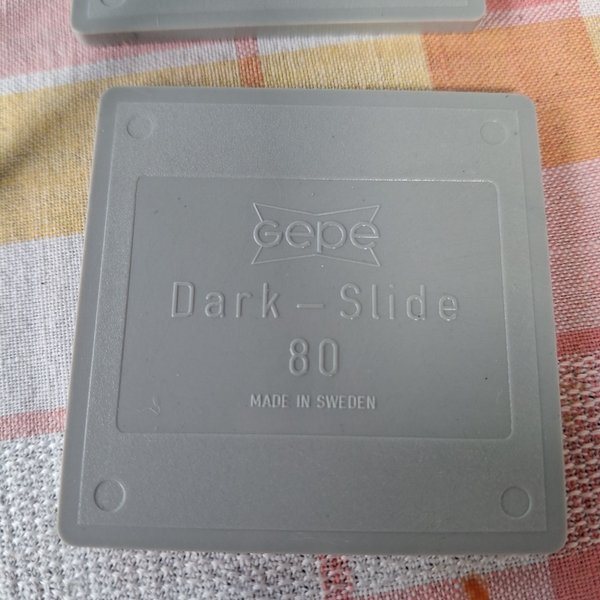 Gepe
Dark – Slide
80
MADE IN SWEDEN